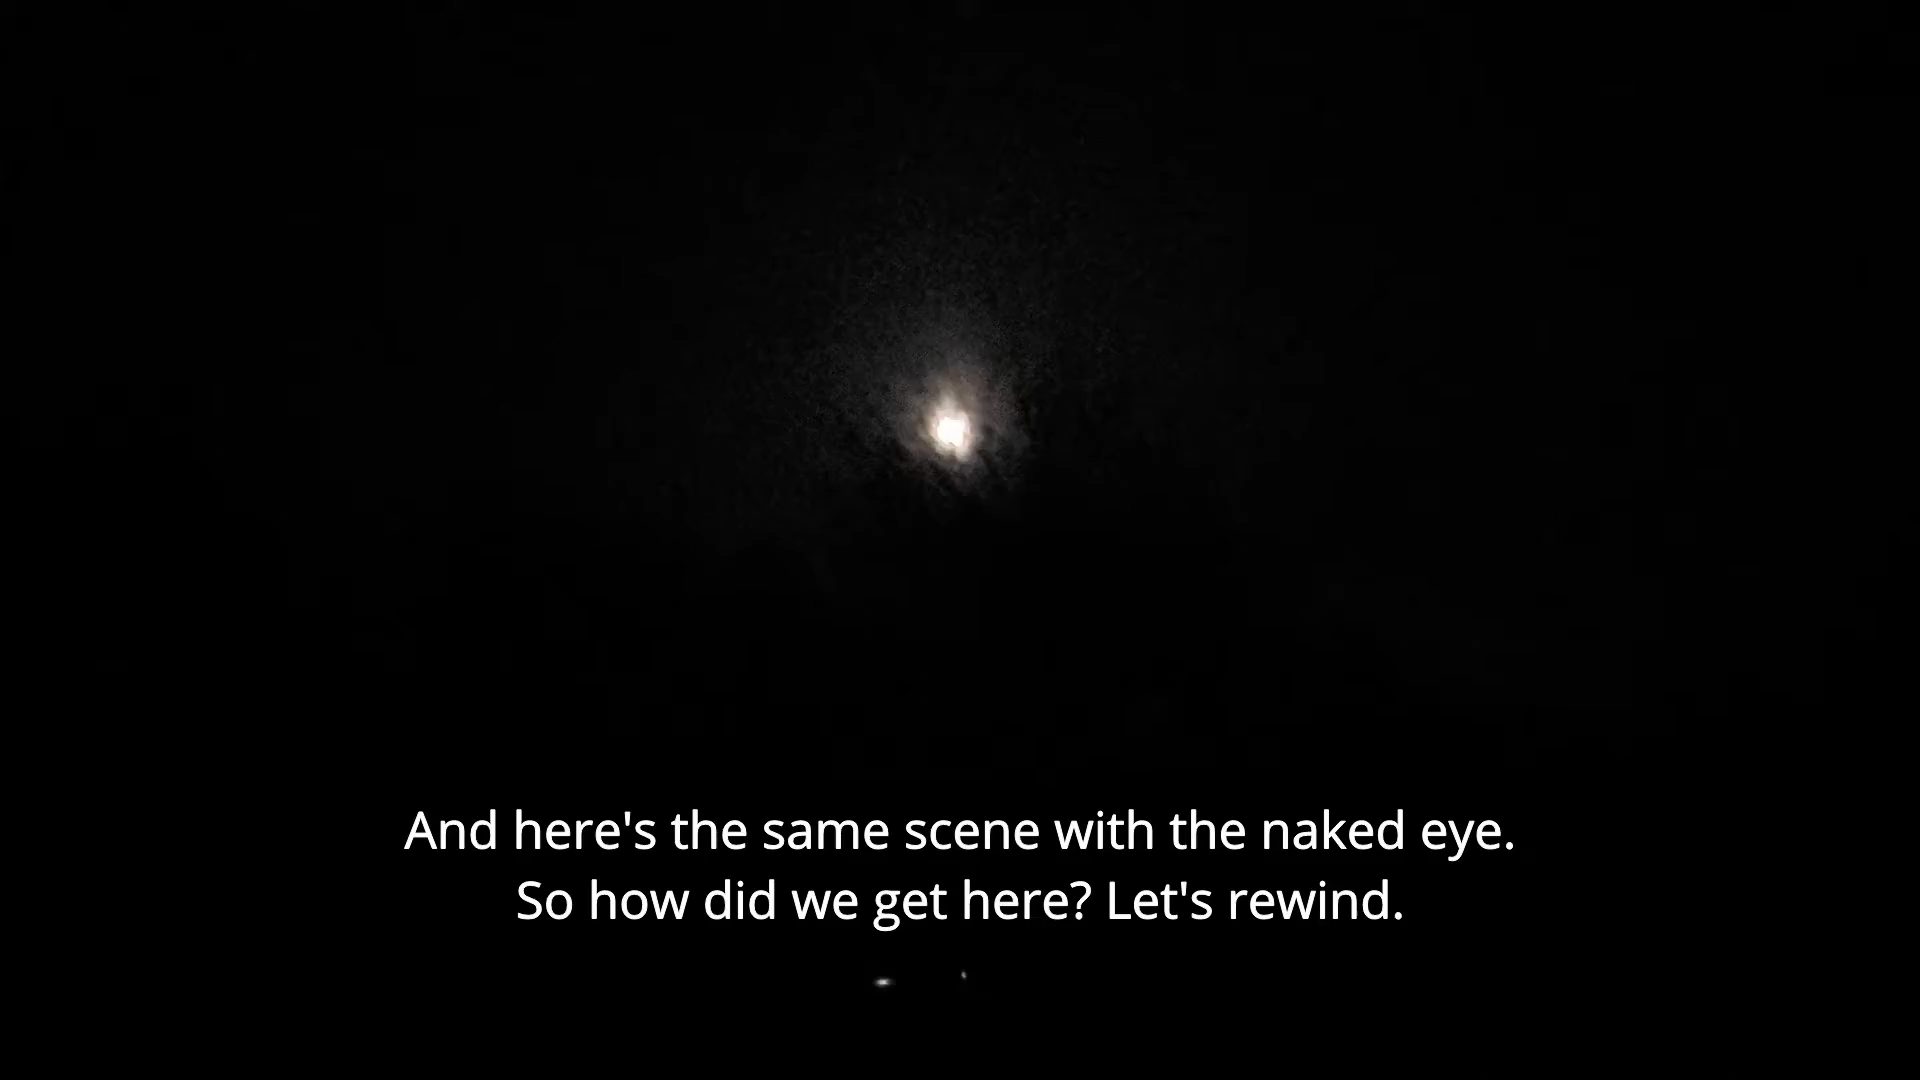 And here's the same scene with the naked eye.
So how did we get here? Let's rewind.